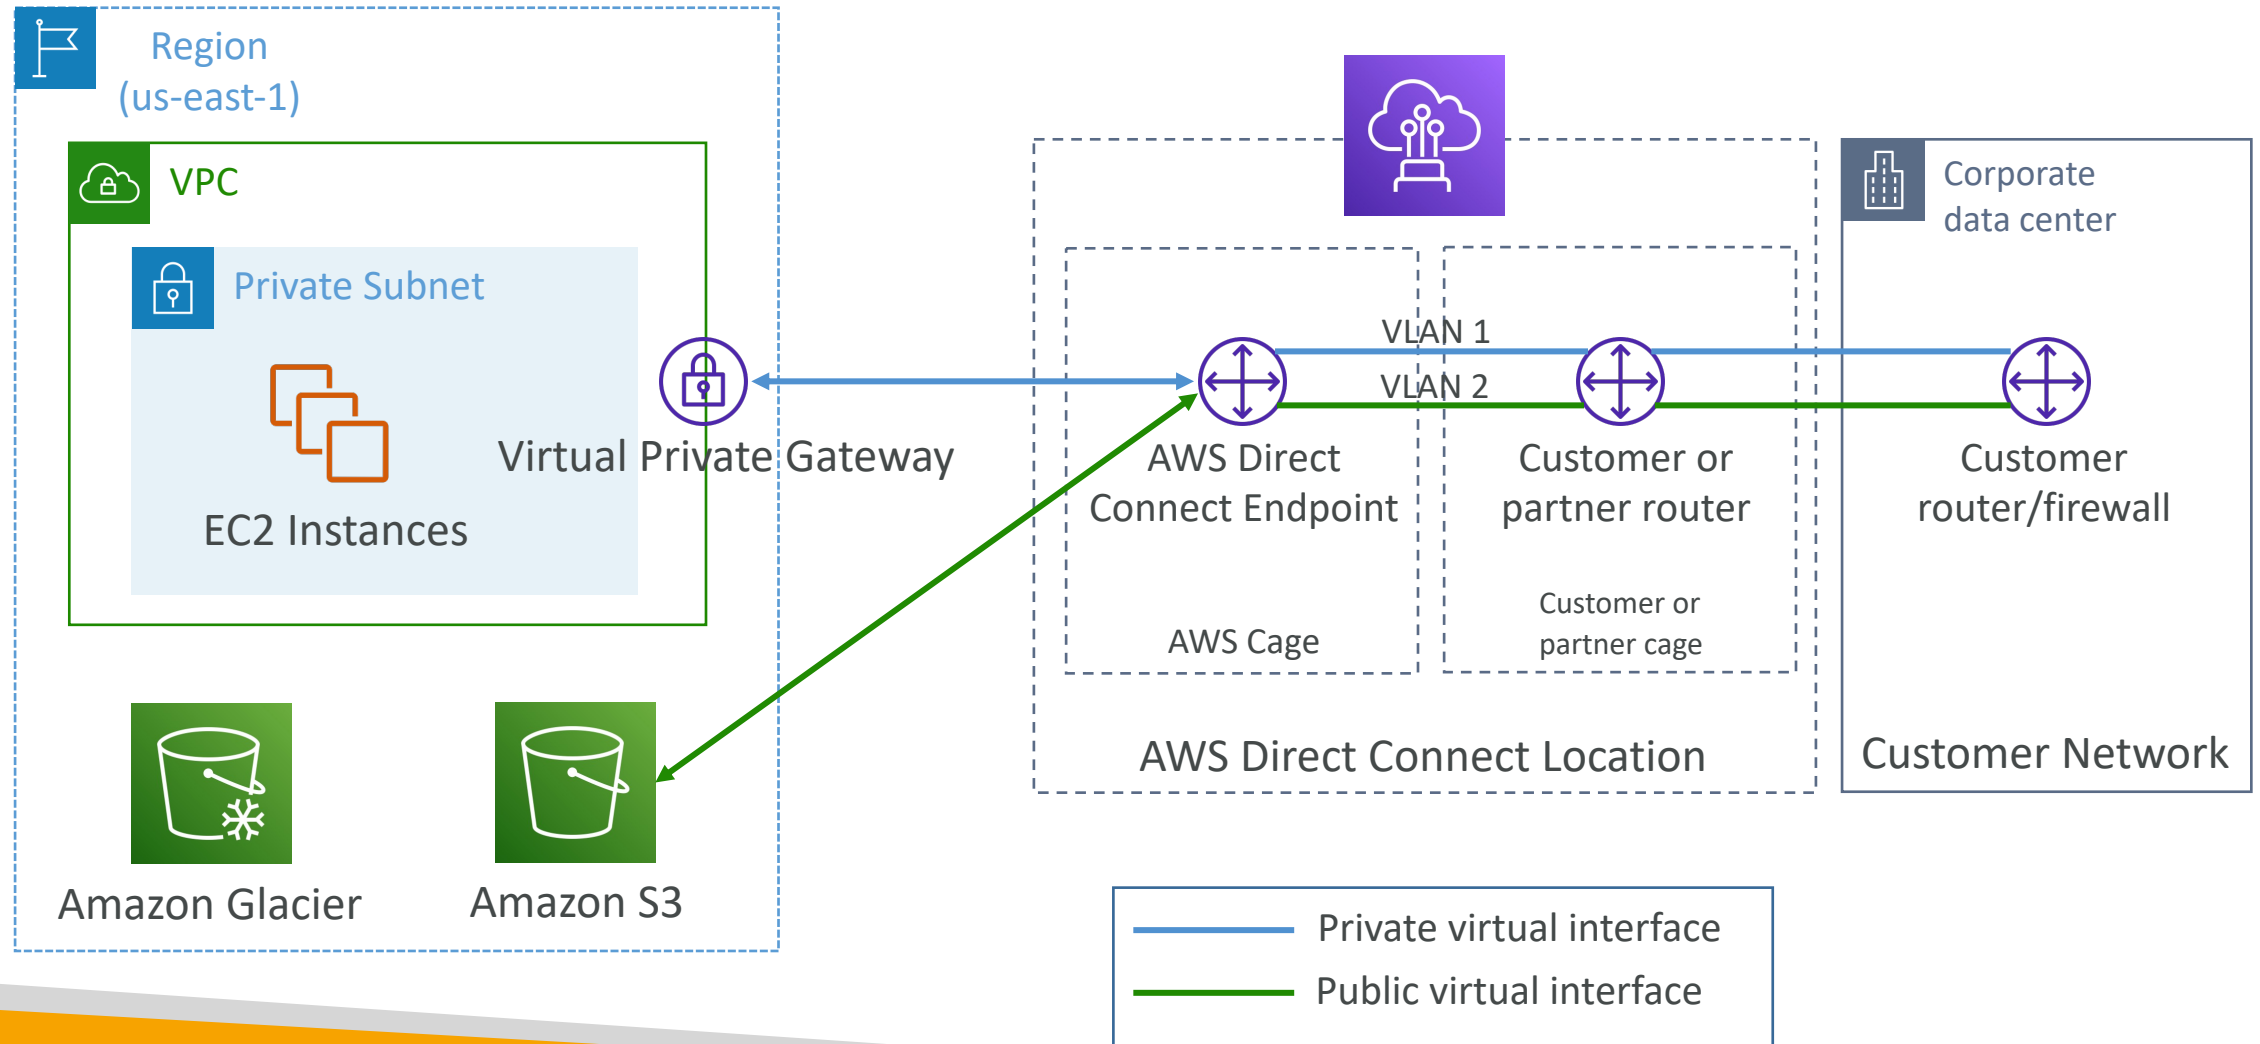 Region
(us-east-1)
VPC
Private Subnet
EC2 Instances
Virtual Private Gateway
Amazon Glacier
Amazon S3
VLAN 1
VLAN 2
AWS Direct
Connect Endpoint
AWS Cage
Customer or
partner router
Customer or
partner cage
AWS Direct Connect Location
Corporate
data center
Customer
router/firewall
Customer Network
Private virtual interface
Public virtual interface